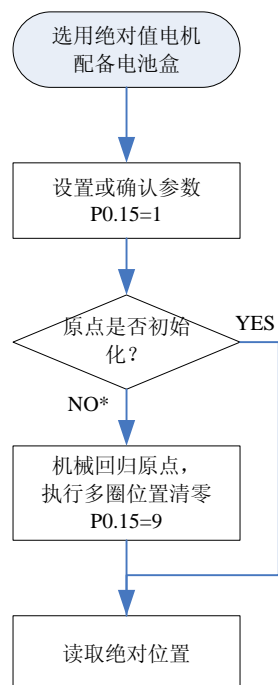 选用绝对值电机
配备电池盒
设置或确认参数
P0.15=1
原点是否初始
化？
YES
NO*
机械回归原点，
执行多圈位置清零
P0.15=9
读取绝对位置